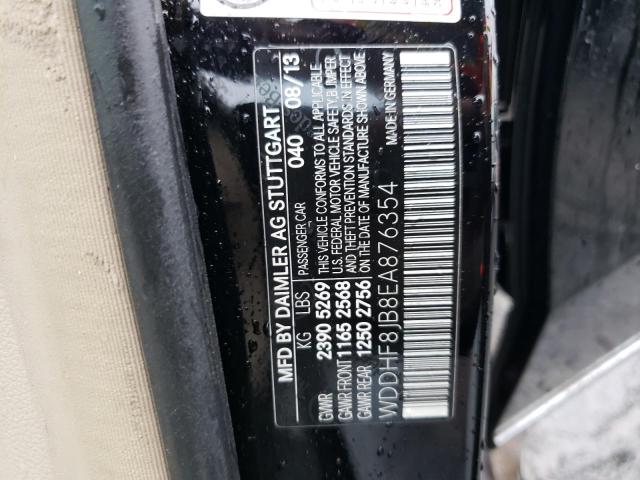 MFD BY DAIMLER AG STUTTGART 08/13
KG LBS PASSENGER CAR 040
GVWR 2390 5269 THIS VEHICLE CONFORMS TO ALL APPLICABLE
U.S. FEDERAL MOTOR VEHICLE SAFETY, BUMPER
GAWR FRONT 1165 2568 AND THEFT PREVENTION STANDARDS IN EFFECT
GAWR REAR 1250 2756 ON THE DATE OF MANUFACTURE SHOWN ABOVE.
WDDHF8JB8EA876354 MADE IN GERMANY